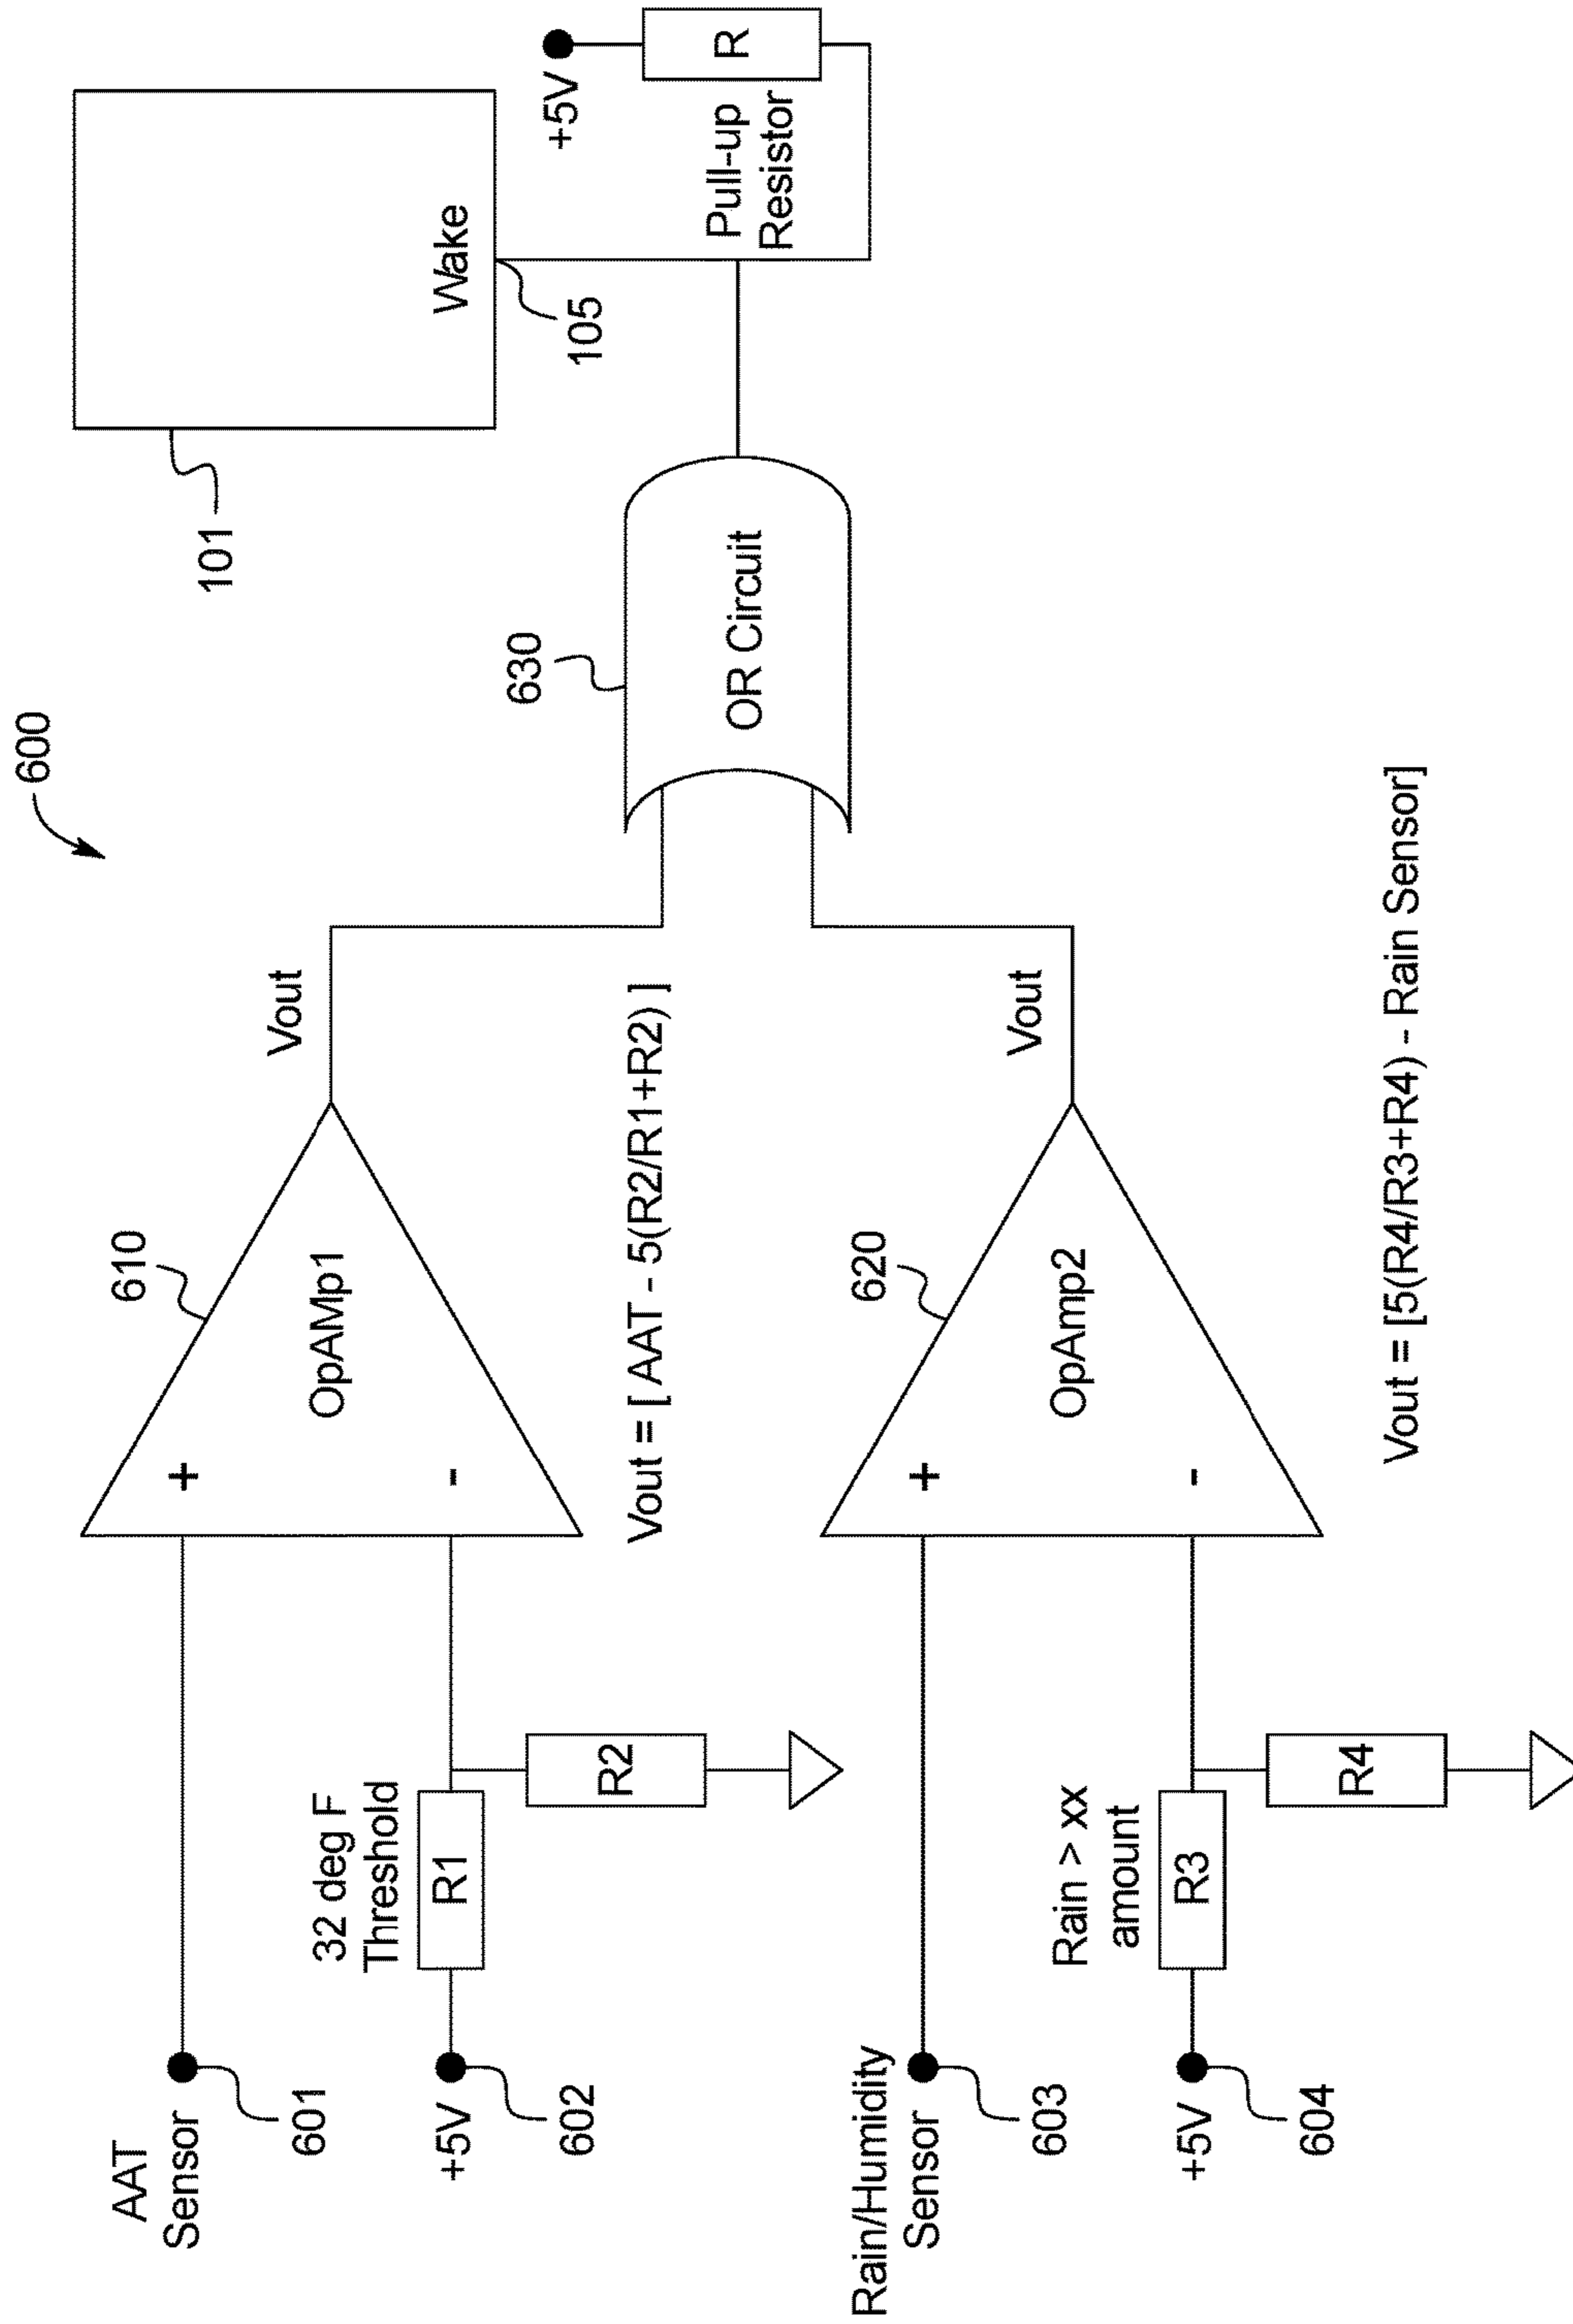 600
AAT
Sensor
601
+5V
602
32 deg F
Threshold
R1
R2
+
-
OpAMp1
610
Vout
Vout = [ AAT - 5(R2/R1+R2) ]
Rain/Humidity
Sensor
603
+5V
604
Rain > xx
amount
R3
R4
+
-
OpAmp2
620
Vout
Vout = [5(R4/R3+R4) - Rain Sensor]
630
OR Circuit
101
Wake
105
+5V
Pull-up
Resistor
R